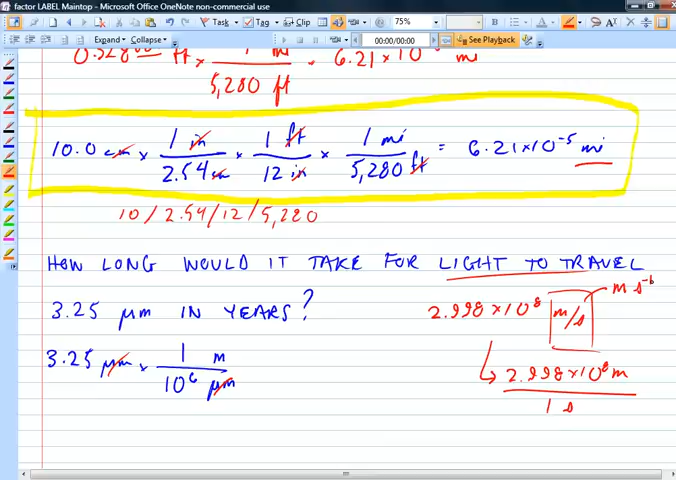 factor LABEL Maintop - Microsoft Office OneNote non-commercial use
Task Tag 75%
Expand Collapse 00:00/00:00 See Playback
ft × 1 mi / 5,280 ft = 6.21 × 10 mi
10.0 cm × 1 in / 2.54 cm × 1 ft / 12 in × 1 mi / 5,280 ft = 6.21 × 10⁻⁵ mi
10 / 2.54 / 12 / 5,280
HOW LONG WOULD IT TAKE FOR LIGHT TO TRAVEL
3.25 µm IN YEARS?
2.998 × 10⁸ m/s
3.25 µm × 1 m / 10⁶ µm
2.998 × 10⁸ m / 1 s